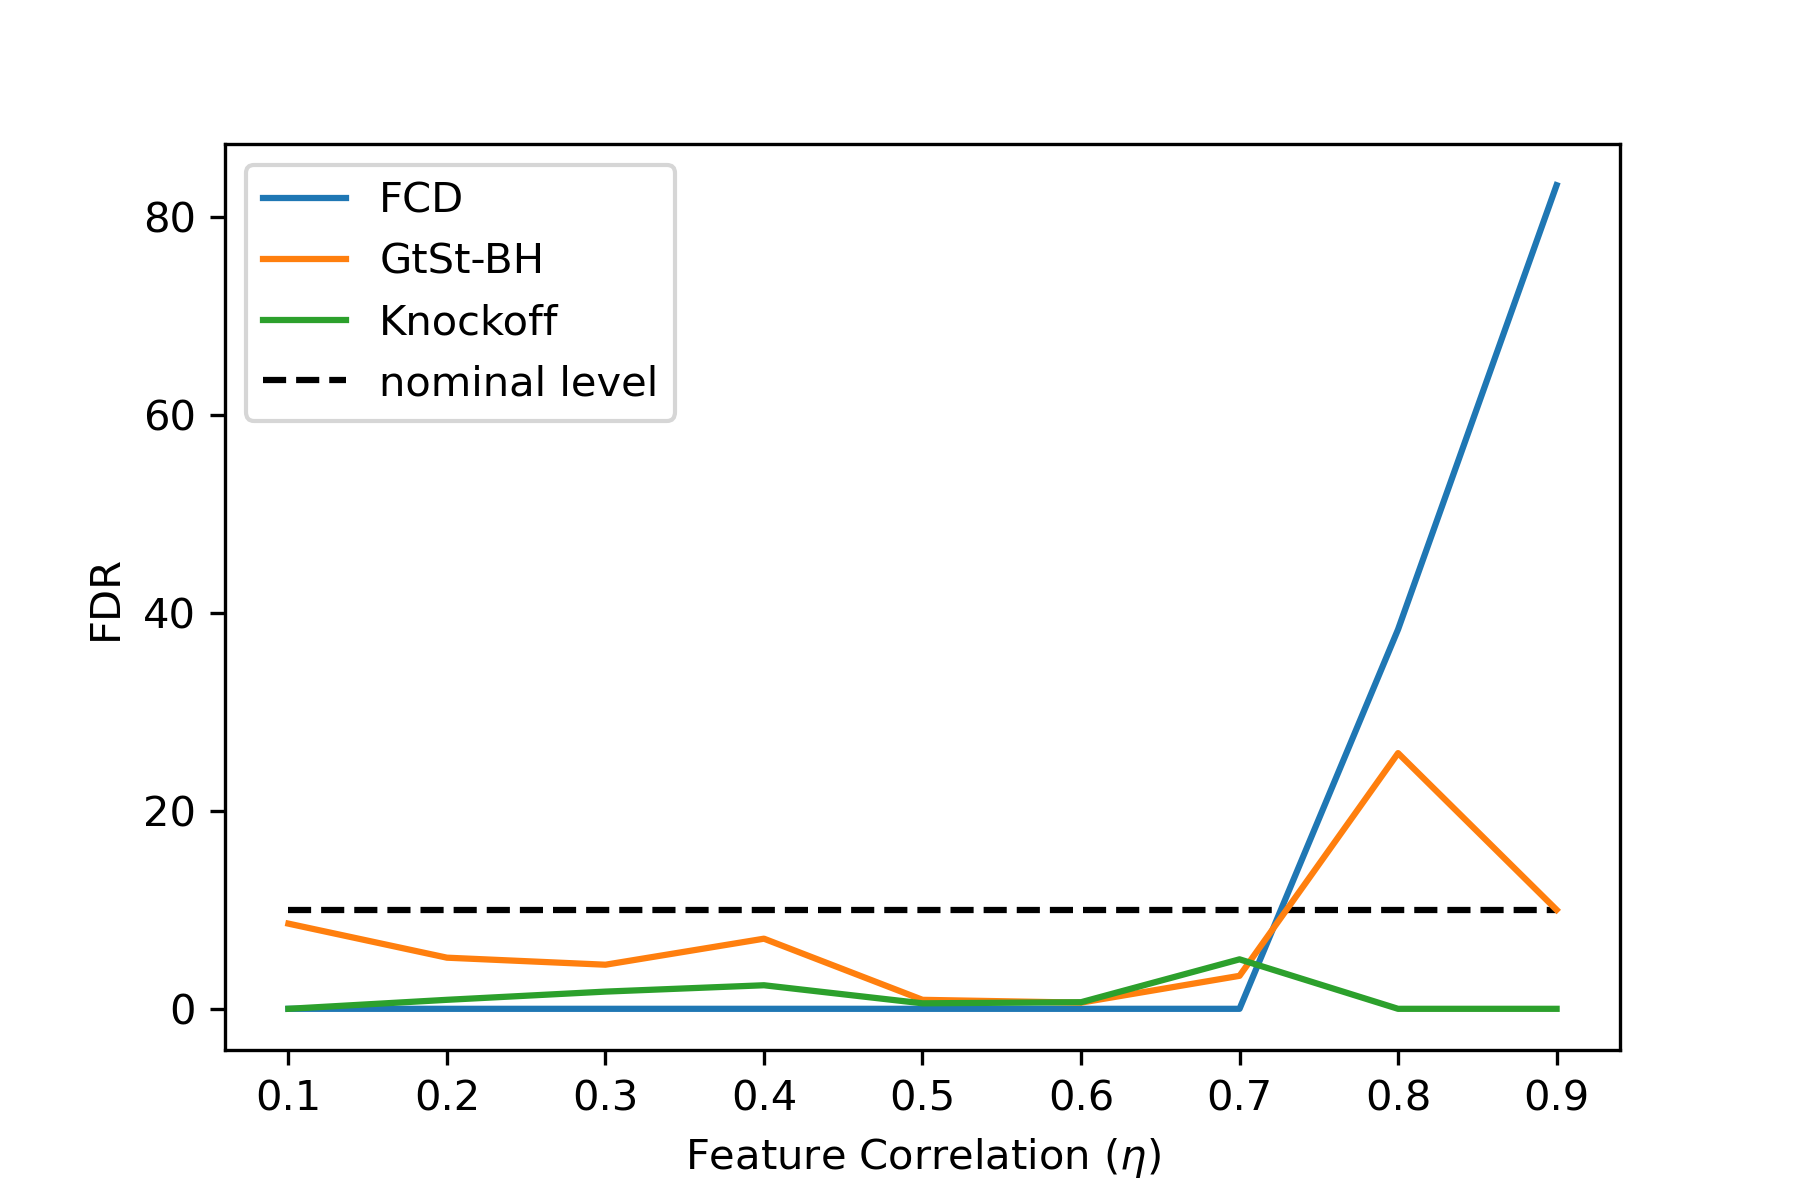 FCD
GtSt-BH
Knockoff
nominal level
80
60
40
20
0
FDR
0.1 0.2 0.3 0.4 0.5 0.6 0.7 0.8 0.9
Feature Correlation (η)